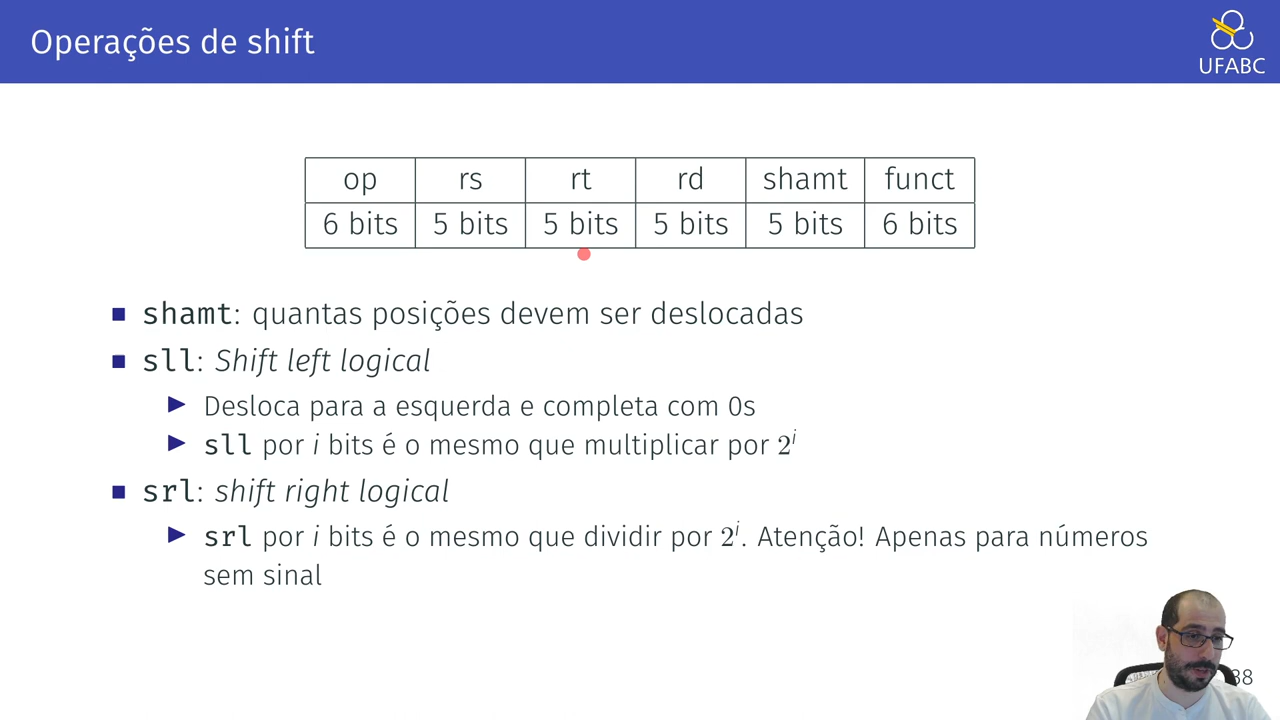 Operações de shift
UFABC
op rs rt rd shamt funct
6 bits 5 bits 5 bits 5 bits 5 bits 6 bits
shamt: quantas posições devem ser deslocadas
sll: Shift left logical
Desloca para a esquerda e completa com 0s
sll por i bits é o mesmo que multiplicar por 2^i
srl: shift right logical
srl por i bits é o mesmo que dividir por 2^i. Atenção! Apenas para números
sem sinal
38